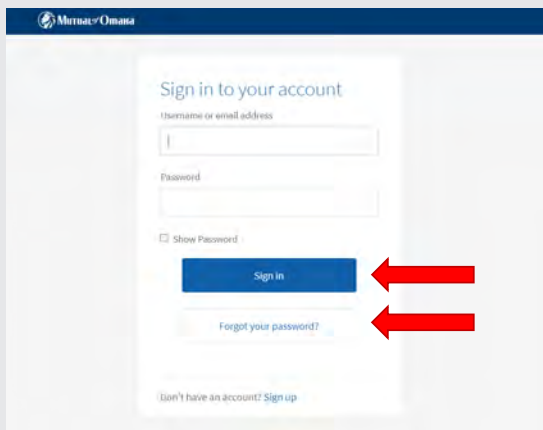 Mutual of Omaha
Sign in to your account
Username or email address
Password
Show Password
Sign in
Forgot your password?
Don't have an account? Sign up